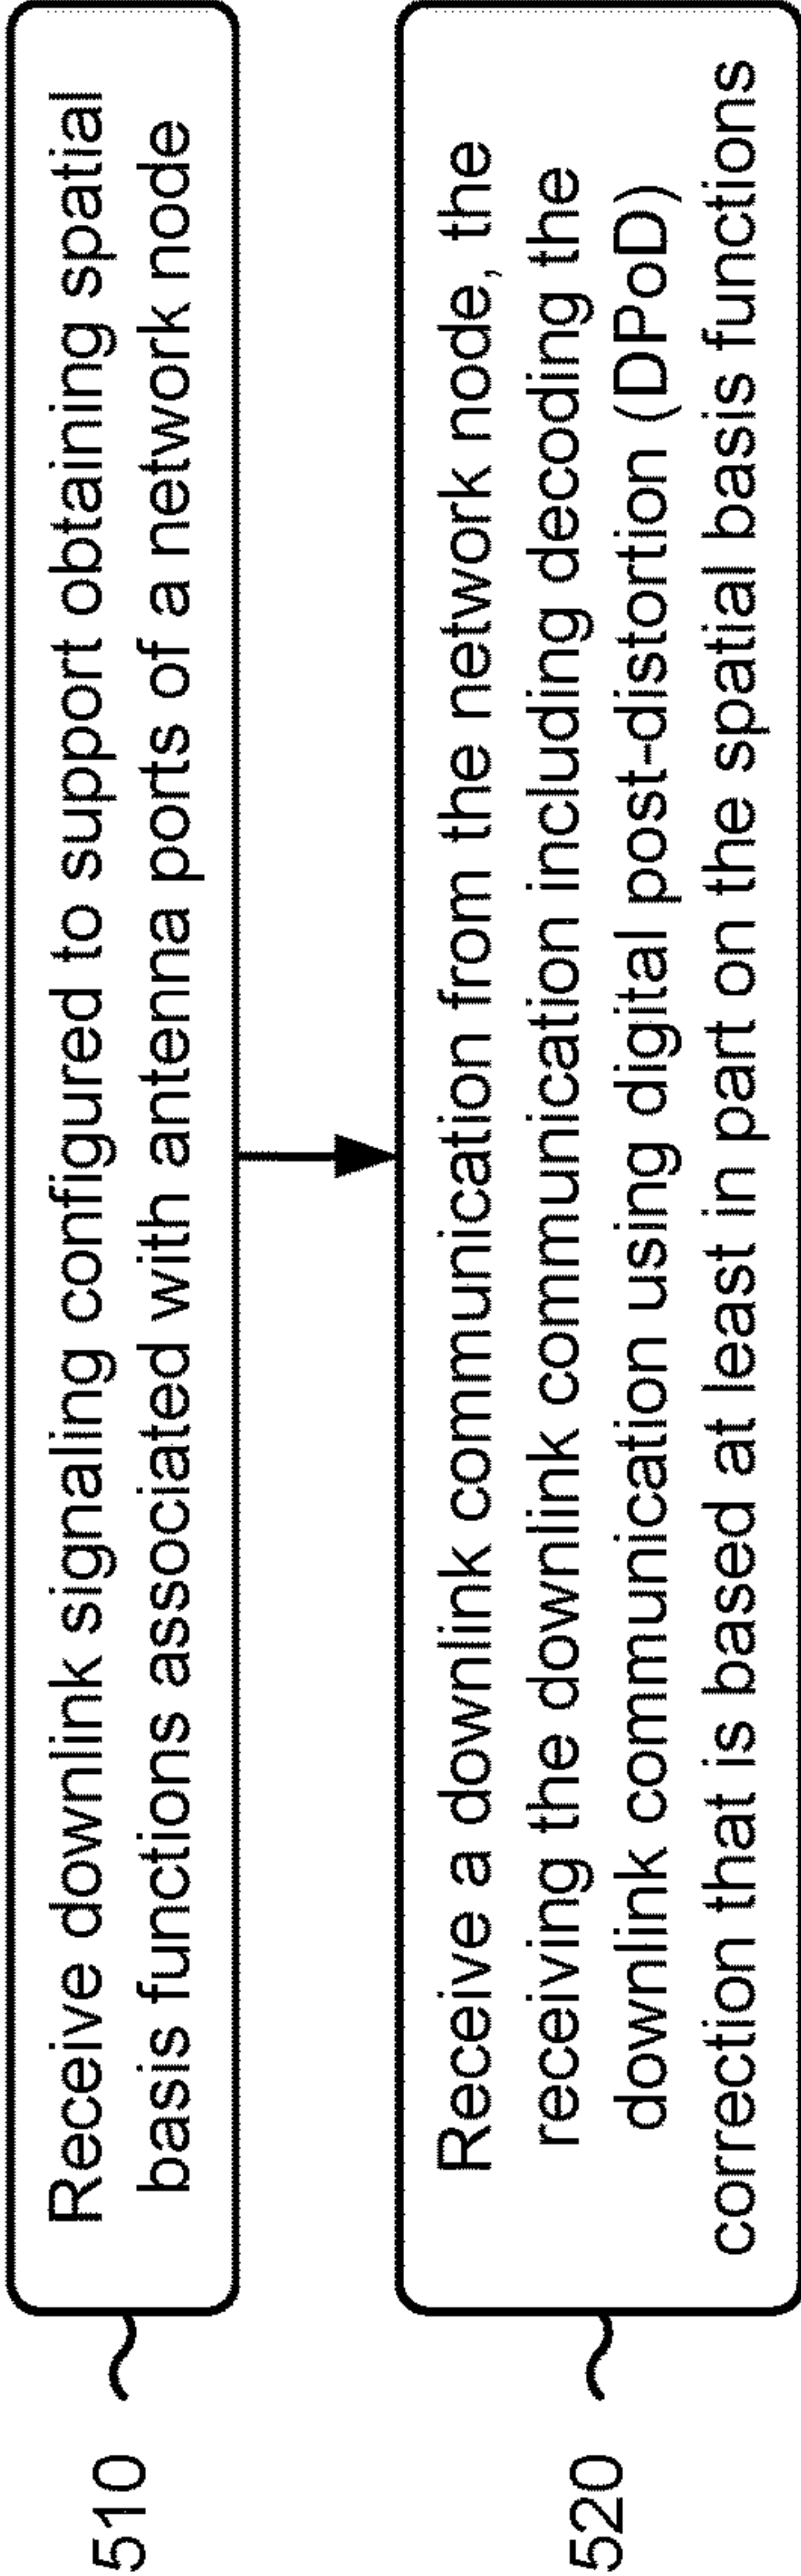 510
Receive downlink signaling configured to support obtaining spatial
basis functions associated with antenna ports of a network node
520
Receive a downlink communication from the network node, the
receiving the downlink communication including decoding the
downlink communication using digital post-distortion (DPoD)
correction that is based at least in part on the spatial basis functions